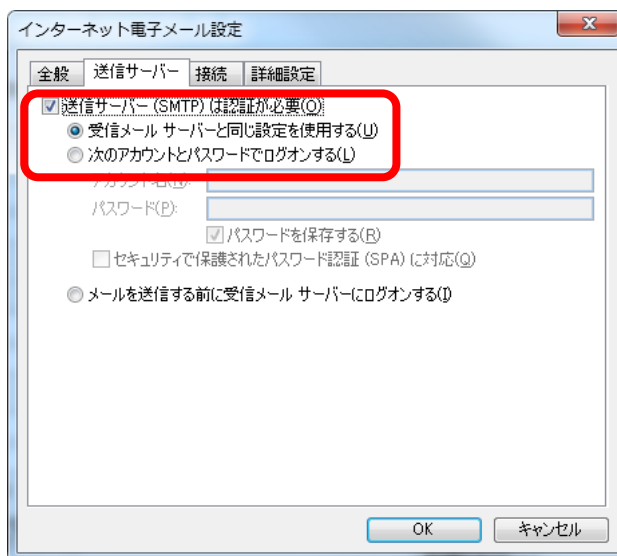 インターネット電子メール設定
全般 送信サーバー 接続 詳細設定
送信サーバー (SMTP) は認証が必要(O)
受信メール サーバーと同じ設定を使用する(U)
次のアカウントとパスワードでログオンする(L)
アカウント名(N):
パスワード(P):
パスワードを保存する(R)
セキュリティで保護されたパスワード認証 (SPA) に対応(Q)
メールを送信する前に受信メール サーバーにログオンする(I)
OK キャンセル